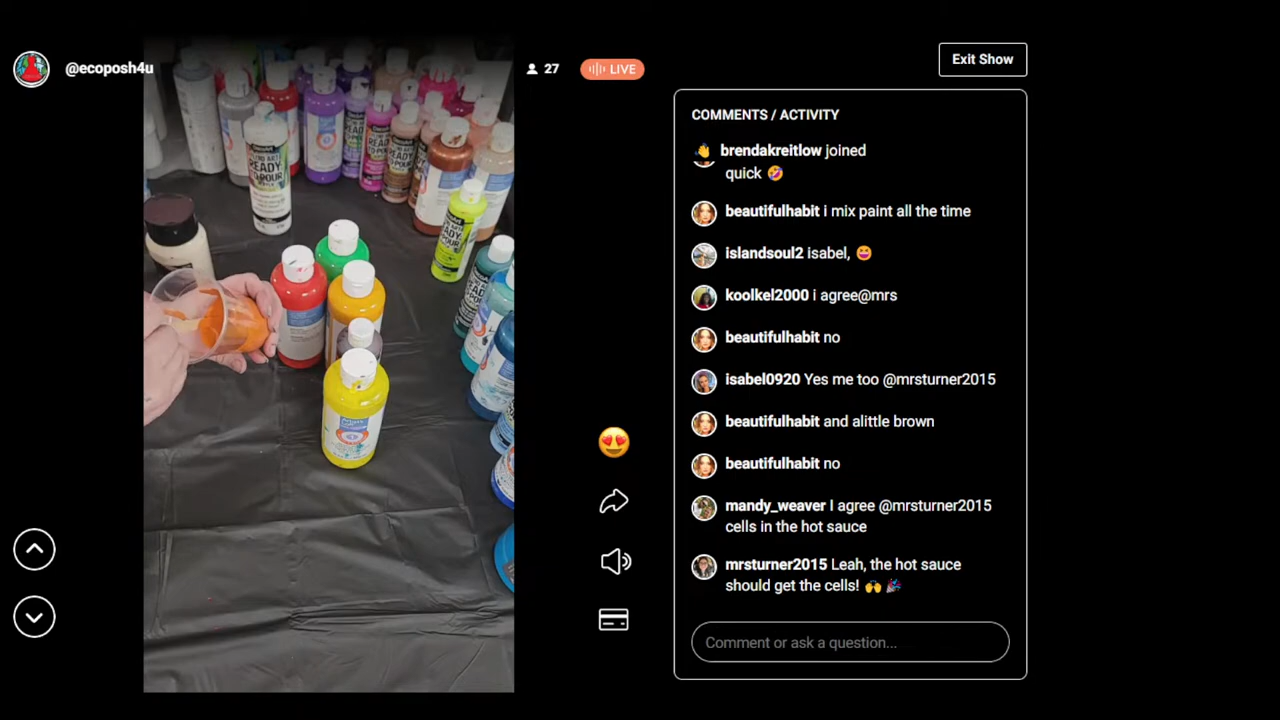 @ecoposh4u
27
LIVE
Exit Show
COMMENTS / ACTIVITY
brendakreitlow joined
quick 🤣
beautifulhabit i mix paint all the time
islandsoul2 isabel, 😆
koolkel2000 i agree@mrs
beautifulhabit no
isabel0920 Yes me too @mrsturner2015
beautifulhabit and alittle brown
beautifulhabit no
mandy_weaver I agree @mrsturner2015
cells in the hot sauce
mrsturner2015 Leah, the hot sauce
should get the cells! 🙌 🎉
Comment or ask a question...
READY
POUR
READY
POUR